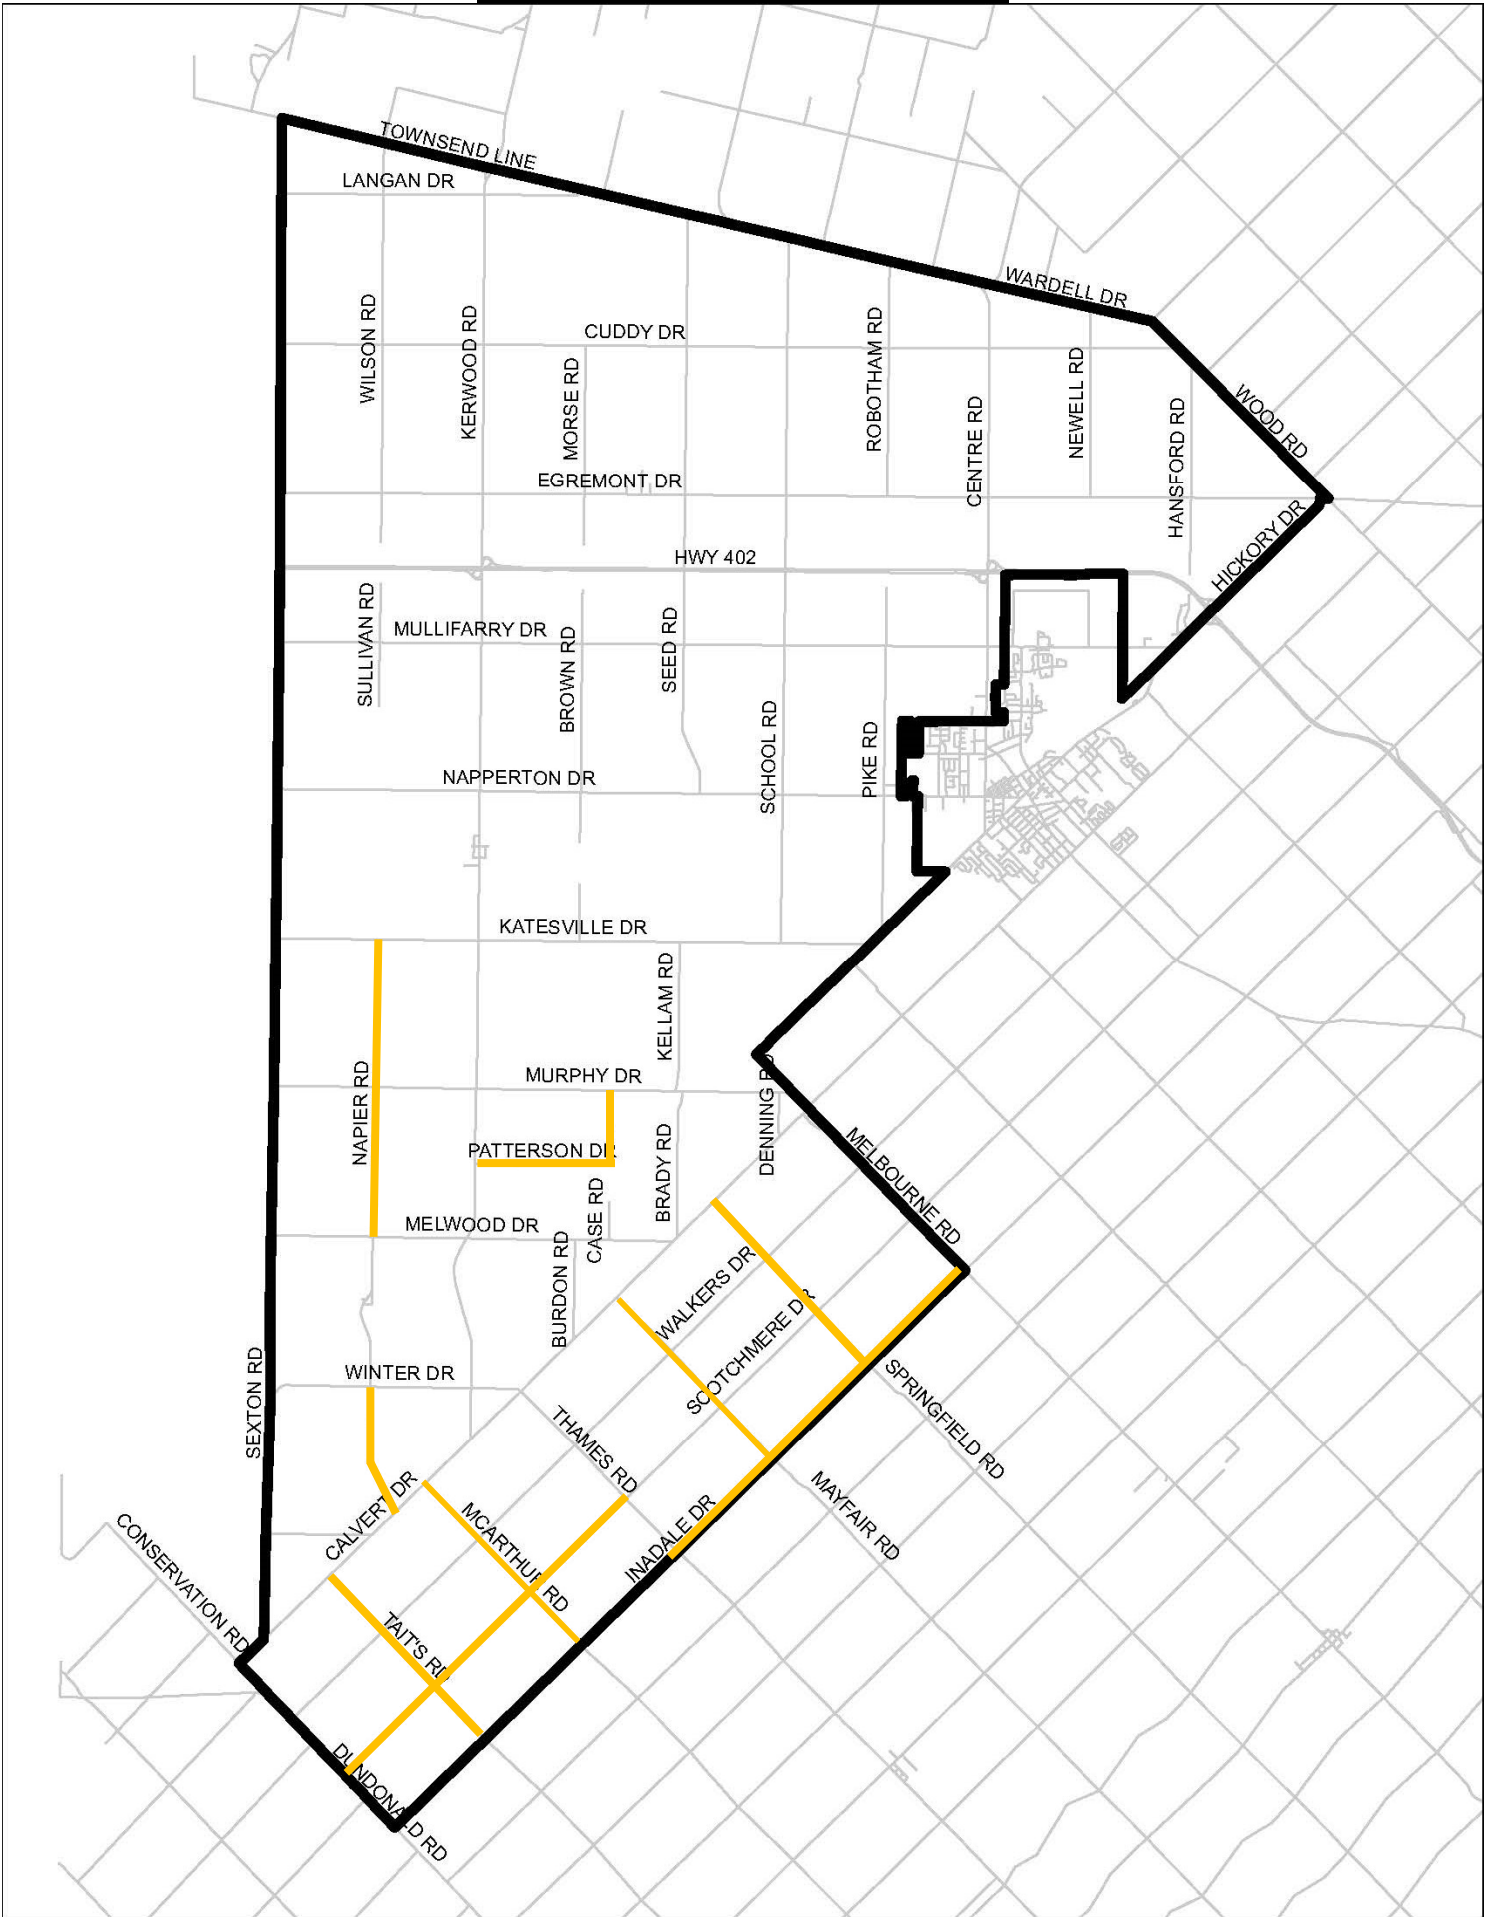 TOWNSEND LINE
LANGAN DR
WARDELL DR
WILSON RD
KERWOOD RD
CUDDY DR
MORSE RD
ROBOTHAM RD
CENTRE RD
NEWELL RD
HANSFORD RD
WOOD RD
EGREMONT DR
HICKORY DR
HWY 402
SULLIVAN RD
MULLIFARRY DR
BROWN RD
SEED RD
SCHOOL RD
PIKE RD
NAPPERTON DR
KATESVILLE DR
KELLAM RD
NAPIER RD
MURPHY DR
DENNING RD
PATTERSON DR
BRADY RD
MELBOURNE RD
CASE RD
MELWOOD DR
BURDON RD
WALKERS DR
SCOTCHMERE DR
SEXTON RD
WINTER DR
SPRINGFIELD RD
THAMES RD
MAYFAIR RD
CALVERT DR
MCARTHUR RD
INADALE DR
CONSERVATION RD
TAIT'S RD
DUNDONALD RD